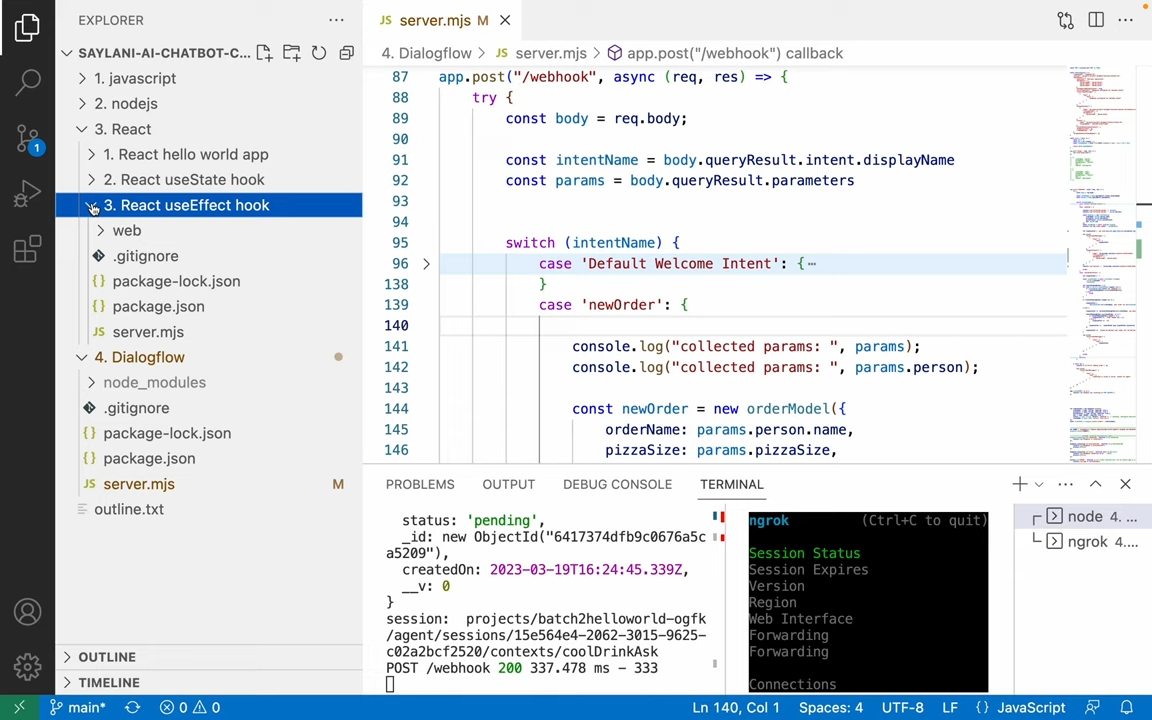 EXPLORER
SAYLANI-AI-CHATBOT-C...
1. javascript
2. nodejs
3. React
1. React hello world app
2. React useState hook
3. React useEffect hook
web
.gitignore
package-lock.json
package.json
JS server.mjs
4. Dialogflow
node_modules
.gitignore
package-lock.json
package.json
JS server.mjs M
outline.txt
OUTLINE
TIMELINE
1
JS server.mjs M
4. Dialogflow > JS server.mjs > app.post("/webhook") callback
87 app.post("/webhook", async (req, res) => {
88 try {
89 const body = req.body;
90
91 const intentName = body.queryResult.intent.displayName
92 const params = body.queryResult.parameters
93
94
95 switch (intentName) {
96 case 'Default Welcome Intent': {⋯
138 }
139 case 'newOrder': {
140
141 console.log("collected params: ", params);
142 console.log("collected params: ", params.person);
143
144 const newOrder = new orderModel({
145 orderName: params.person.name,
146 pizzaSize: params.pizzaSize,
PROBLEMS OUTPUT DEBUG CONSOLE TERMINAL
status: 'pending',
_id: new ObjectId("6417374dfb9c0676a5c
a5209"),
createdOn: 2023-03-19T16:24:45.339Z,
__v: 0
}
session: projects/batch2helloworld-ogfk
/agent/sessions/15e564e4-2062-3015-9625-
c02a2bcf2520/contexts/coolDrinkAsk
POST /webhook 200 337.478 ms - 333
ngrok (Ctrl+C to quit)
Session Status
Session Expires
Version
Region
Web Interface
Forwarding
Forwarding
Connections
node 4. ...
ngrok 4....
main* 0 0 Ln 140, Col 1 Spaces: 4 UTF-8 LF {} JavaScript